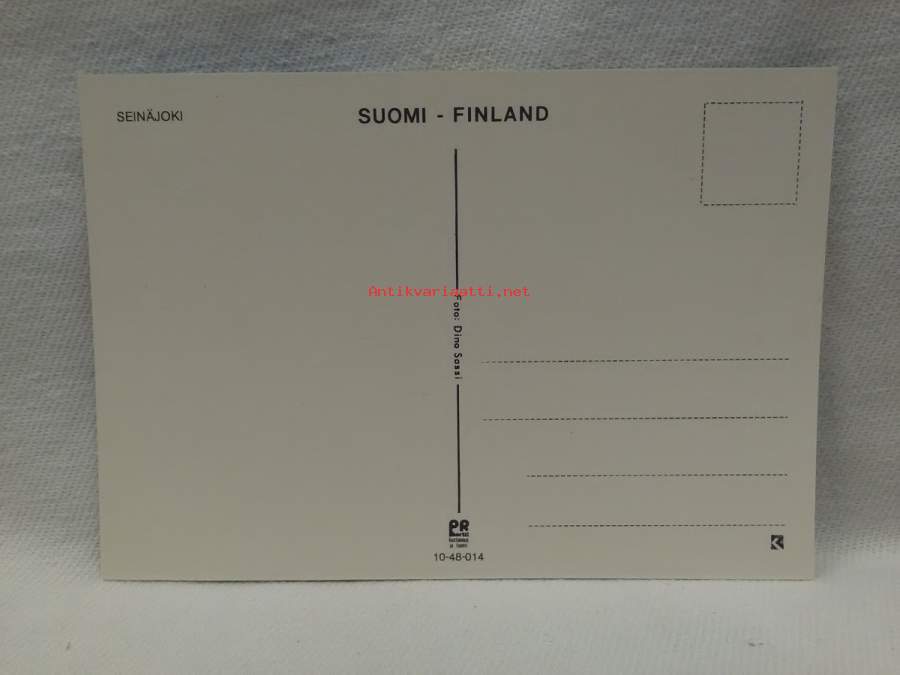 SEINÄJOKI
SUOMI - FINLAND
Antikvariaatti.net
Foto: Dino Sassi
PR
10-48-014